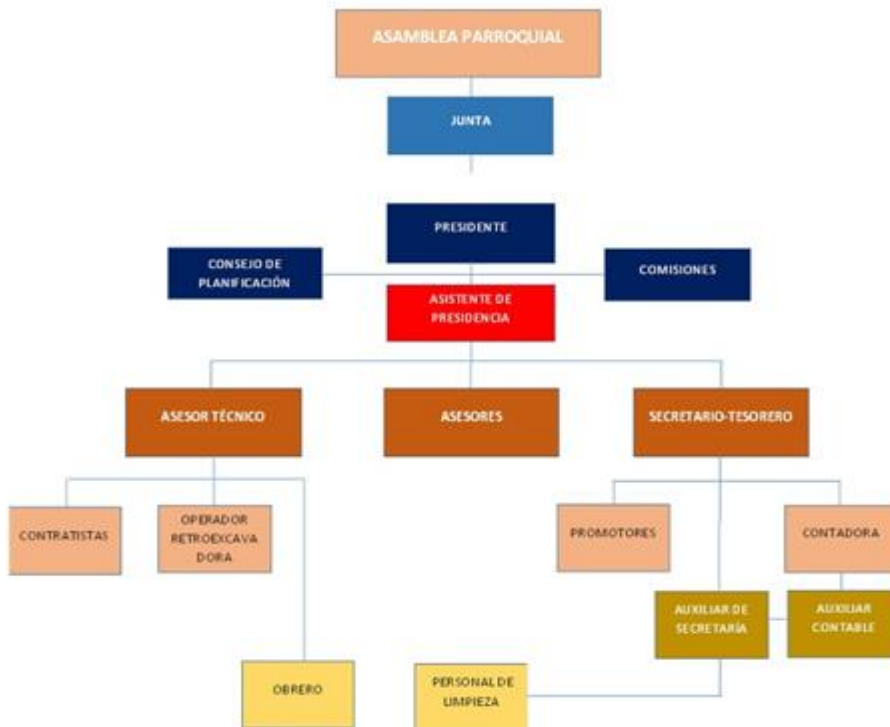 ASAMBLEA PARROQUIAL
JUNTA
PRESIDENTE
CONSEJO DE
PLANIFICACIÓN
COMISIONES
ASISTENTE DE
PRESIDENCIA
ASESOR TÉCNICO
ASESORES
SECRETARIO-TESORERO
CONTRATISTAS
OPERADOR
RETROEXCAVA
DORA
PROMOTORES
CONTADORA
AUXILIAR DE
SECRETARÍA
AUXILIAR
CONTABLE
OBRERO
PERSONAL DE
LIMPIEZA